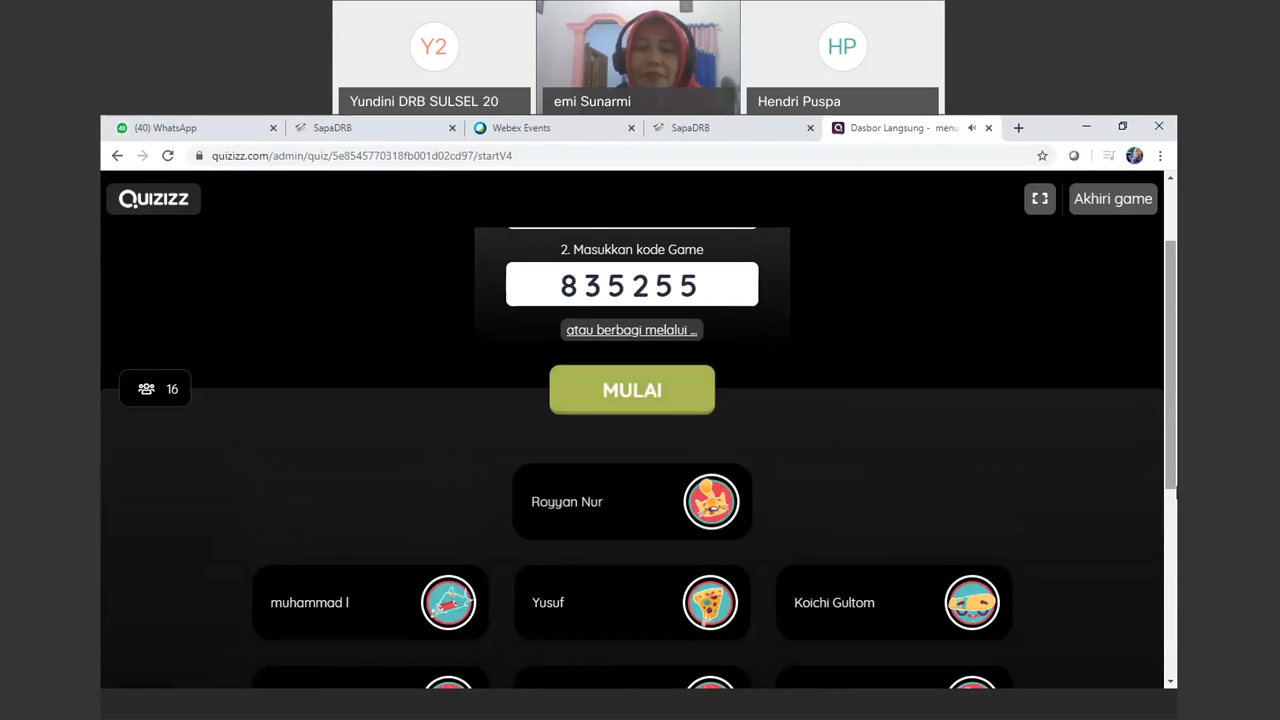 Y2
HP
Yundini DRB SULSEL 20
emi Sunarmi
Hendri Puspa
(40) WhatsApp
SapaDRB
Webex Events
SapaDRB
Dasbor Langsung - menu
quizizz.com/admin/quiz/5e8545770318fb001d02cd97/startV4
QUIZIZZ
Akhiri game
2. Masukkan kode Game
835255
atau berbagi melalui ...
16
MULAI
Royyan Nur
muhammad l
Yusuf
Koichi Gultom